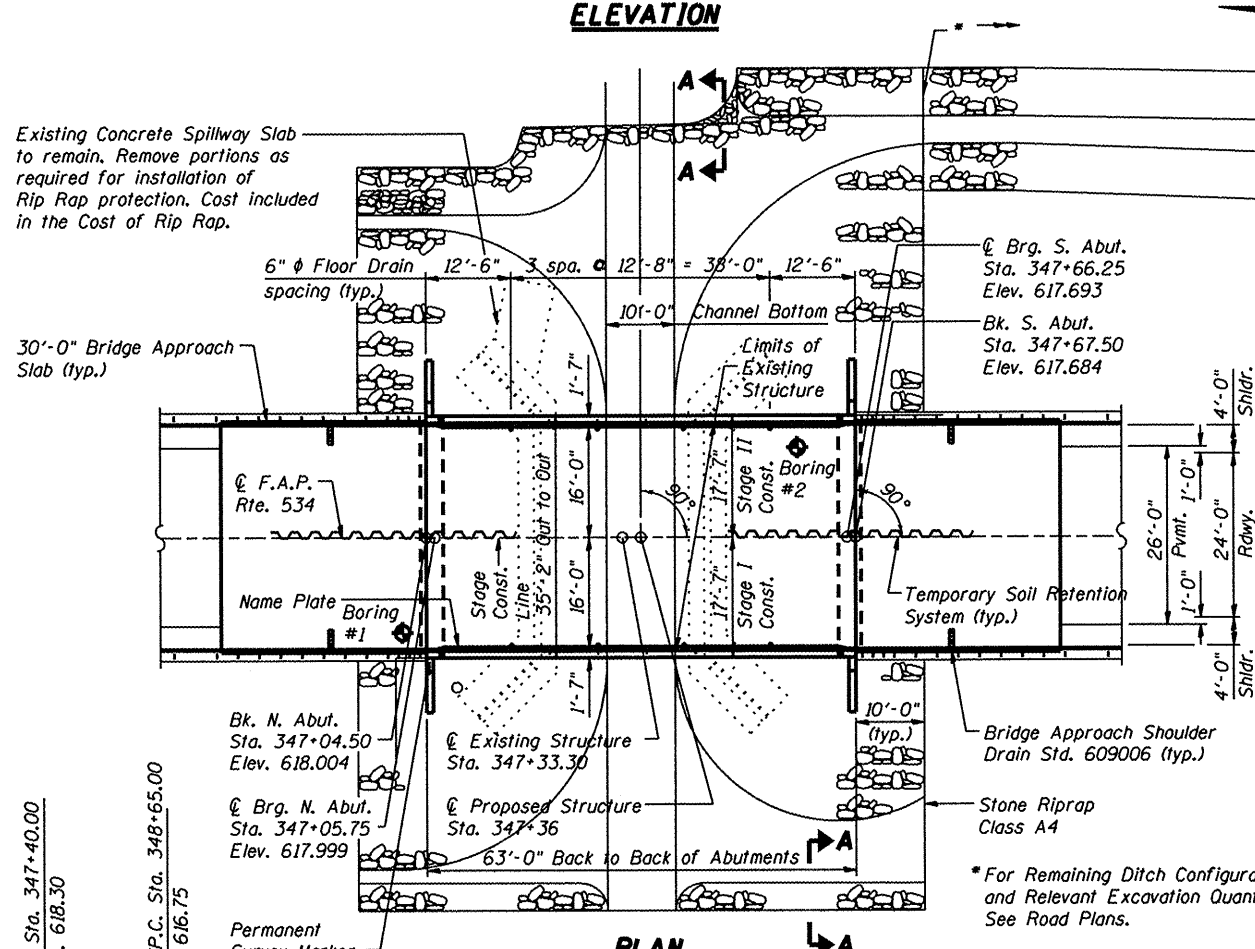 ELEVATION
*
A
A
Existing Concrete Spillway Slab
to remain. Remove portions as
required for installation of
Rip Rap protection. Cost included
in the Cost of Rip Rap.
6" ϕ Floor Drain
spacing (typ.)
12'-6"
3 spa. @ 12'-8" = 38'-0"
12'-6"
10'-0" Channel Bottom
℄ Brg. S. Abut.
Sta. 347+66.25
Elev. 617.693
Bk. S. Abut.
Sta. 347+67.50
Elev. 617.684
30'-0" Bridge Approach
Slab (typ.)
1'-7"
Limits of
Existing
Structure
4'-0"
Shldr.
℄ F.A.P.
Rte. 534
35'-2" Out to Out
16'-0"
16'-0"
17'-7"
Stage II
Const.
Boring
#2
90°
90°
26'-0"
Pvmt.
1'-0"
24'-0"
Rdwy.
1'-0"
Name Plate
Boring
#1
Stage
Const.
Line
17'-7"
Stage I
Const.
Temporary Soil Retention
System (typ.)
4'-0"
Shldr.
1'-7"
10'-0"
(typ.)
Bk. N. Abut.
Sta. 347+04.50
Elev. 618.004
℄ Existing Structure
Sta. 347+33.30
Bridge Approach Shoulder
Drain Std. 609006 (typ.)
℄ Brg. N. Abut.
Sta. 347+05.75
Elev. 617.999
℄ Proposed Structure
Sta. 347+36
Stone Riprap
Class A4
63'-0" Back to Back of Abutments
A
Sta. 347+40.00
618.30
P.C. Sta. 348+65.00
616.75
* For Remaining Ditch
and Relevant Excavation
See Road Plans.
Permanent
PLAN
A